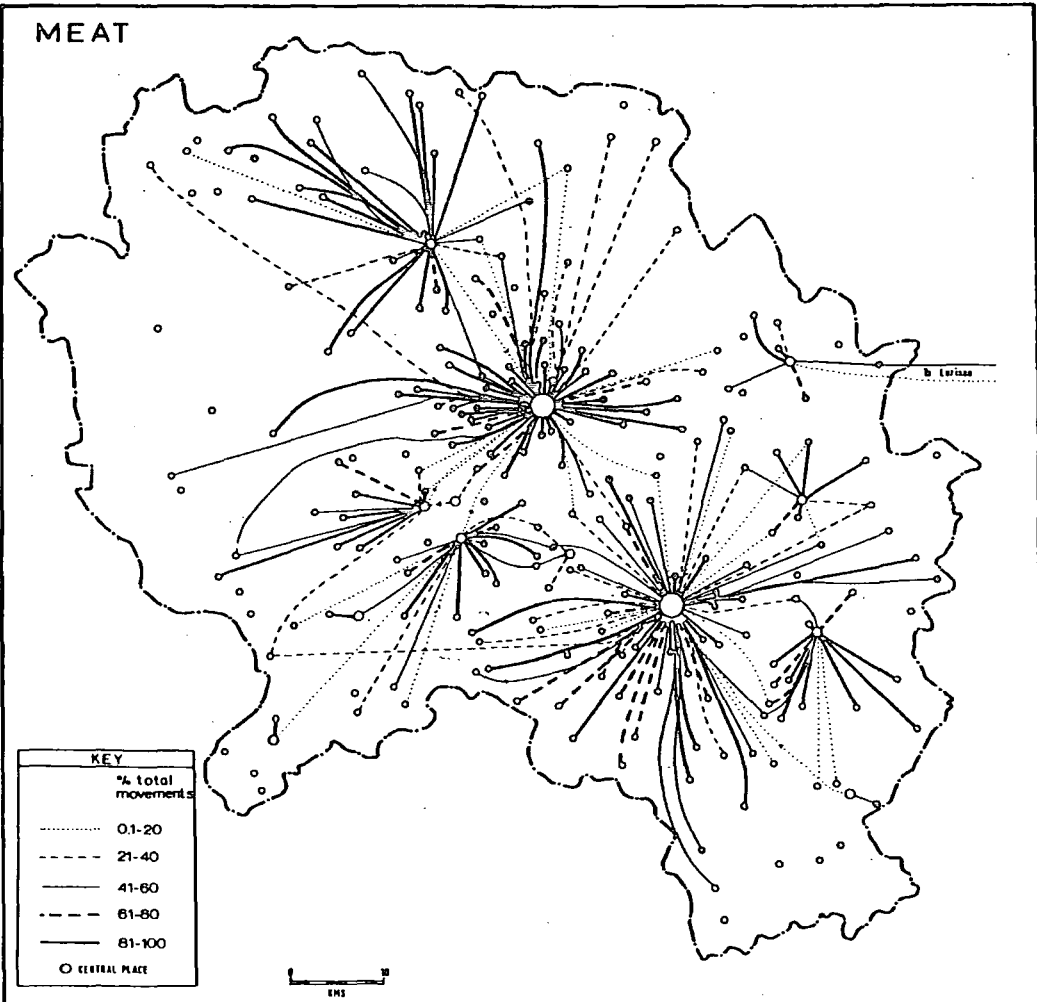 MEAT
to Larissa
KEY
% total
movements
0.1-20
21-40
41-60
61-80
81-100
CENTRAL PLACE
0 10
KMS